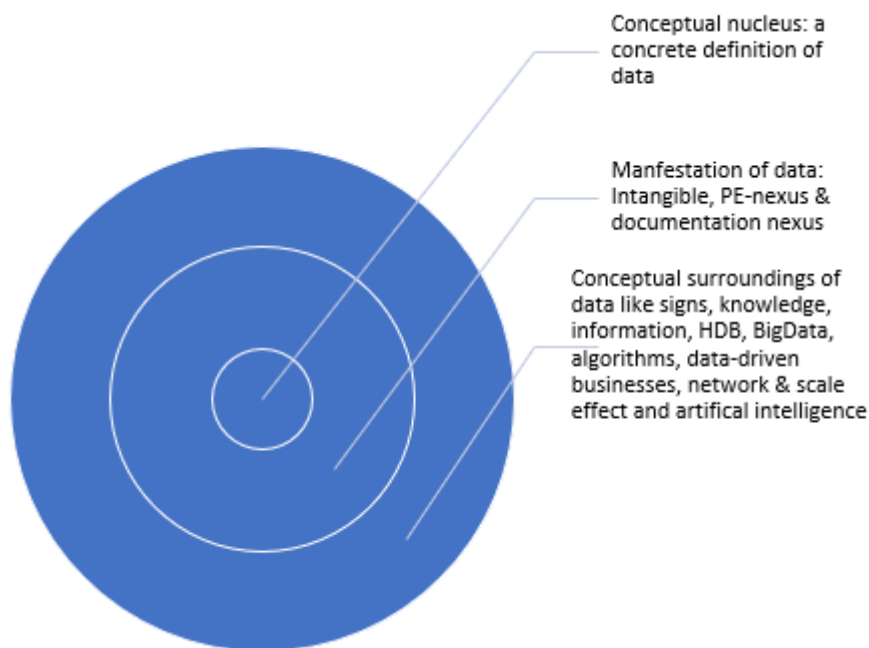 Conceptual nucleus: a
concrete definition of
data
Manfestation of data:
Intangible, PE-nexus &
documentation nexus
Conceptual surroundings of
data like signs, knowledge,
information, HDB, BigData,
algorithms, data-driven
businesses, network & scale
effect and artifical intelligence